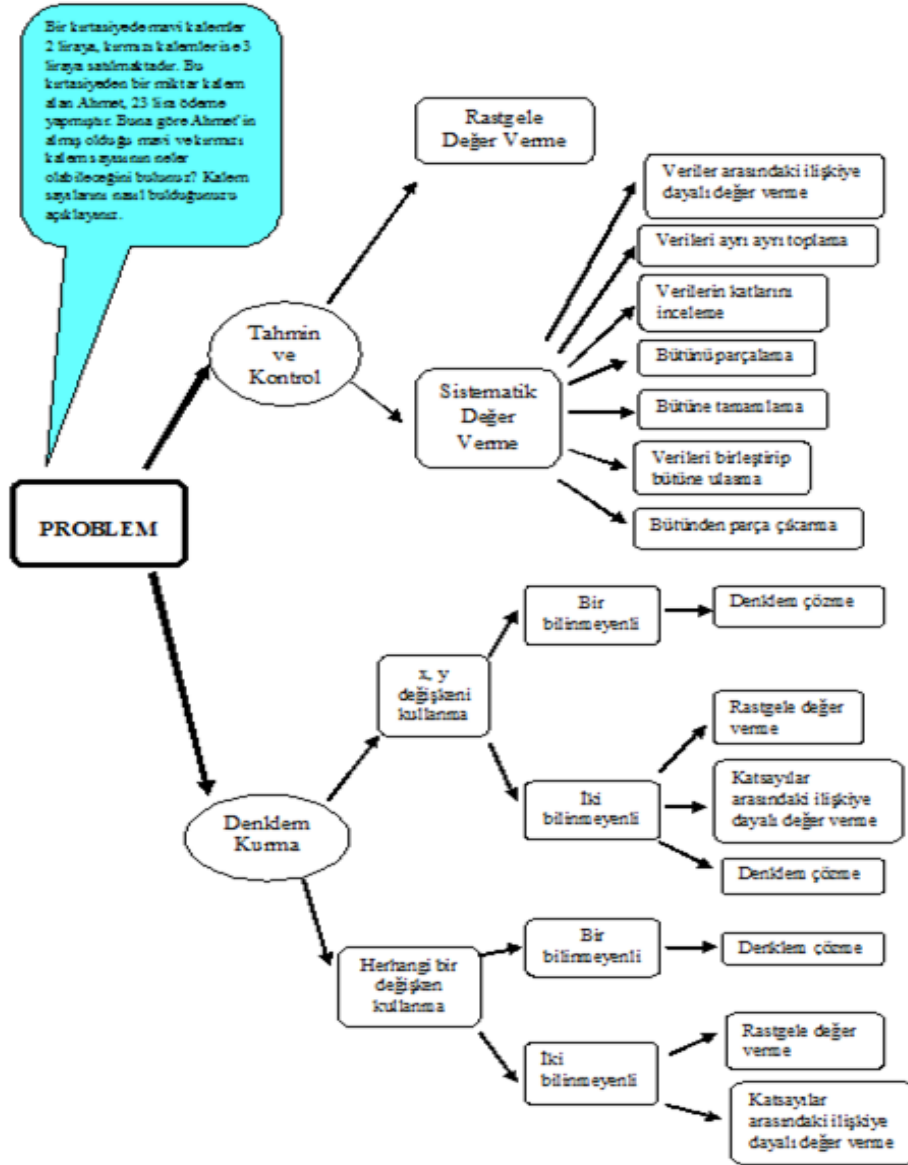 Bir kırtasiyede mavi kalemler
2 liraya, kırmızı kalemler ise 3
liraya satılmaktadır. Bu
kırtasiyeden bir miktar kalem
alan Ahmet, 23 lira ödeme
yapmıştır. Buna göre Ahmet'in
almış olduğu mavi ve kırmızı
kalem sayısının neler
olabileceğini bulunuz? Kalem
sayılarını nasıl bulduğunuzu
açıklayınız.
Rastgele
Değer Verme
Veriler arasındaki ilişkiye
dayalı değer verme
Verileri ayrı ayrı toplama
Verilerin katlarını
inceleme
Tahmin
ve
Kontrol
Bütünü parçalama
Sistematik
Değer
Verme
Bütüne tamamlama
Verileri birleştirip
bütüne ulasma
Bütünden parça çıkarma
PROBLEM
Bir
bilinmeyenli
Denklem çözme
x, y
değişkeni
kullanma
Rastgele değer
verme
İki
bilinmeyenli
Katsayılar
arasındaki ilişkiye
dayalı değer verme
Denklem çözme
Denklem
Kurma
Bir
bilinmeyenli
Denklem çözme
Herhangi bir
değişken
kullanma
Rastgele değer
verme
İki
bilinmeyenli
Katsayılar
arasındaki ilişkiye
dayalı değer verme